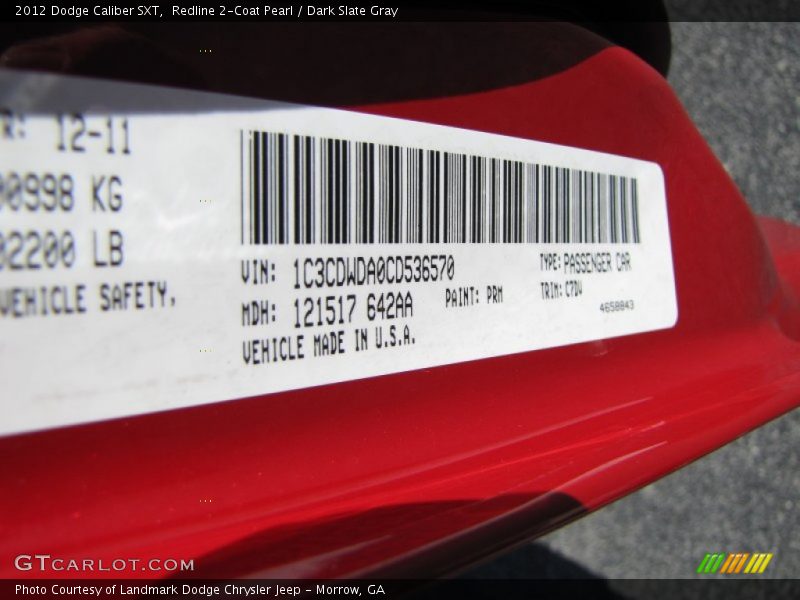 2012 Dodge Caliber SXT, Redline 2-Coat Pearl / Dark Slate Gray
R: 12-11
00998 KG
02200 LB
VEHICLE SAFETY,
VIN: 1C3CDWDA0CD536570
TYPE: PASSENGER CAR
MDH: 121517 642AA
PAINT: PRM
TRIM: C7DV
VEHICLE MADE IN U.S.A.
4658843
GTCARLOT.COM
Photo Courtesy of Landmark Dodge Chrysler Jeep - Morrow, GA